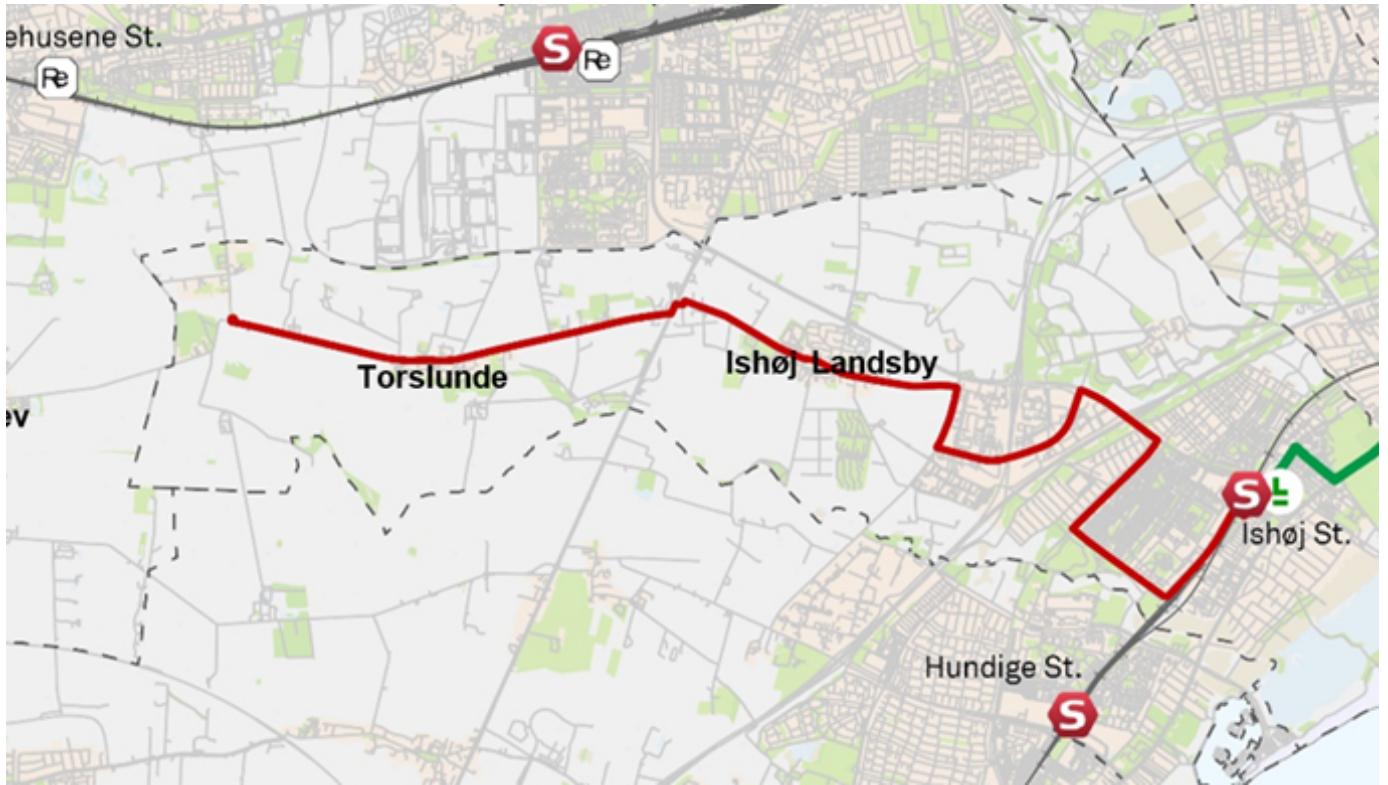 ehusene St.
Re
S
Re
Ishøj Landsby
Torslunde
ev
S
L
Ishøj St.
Hundige St.
S